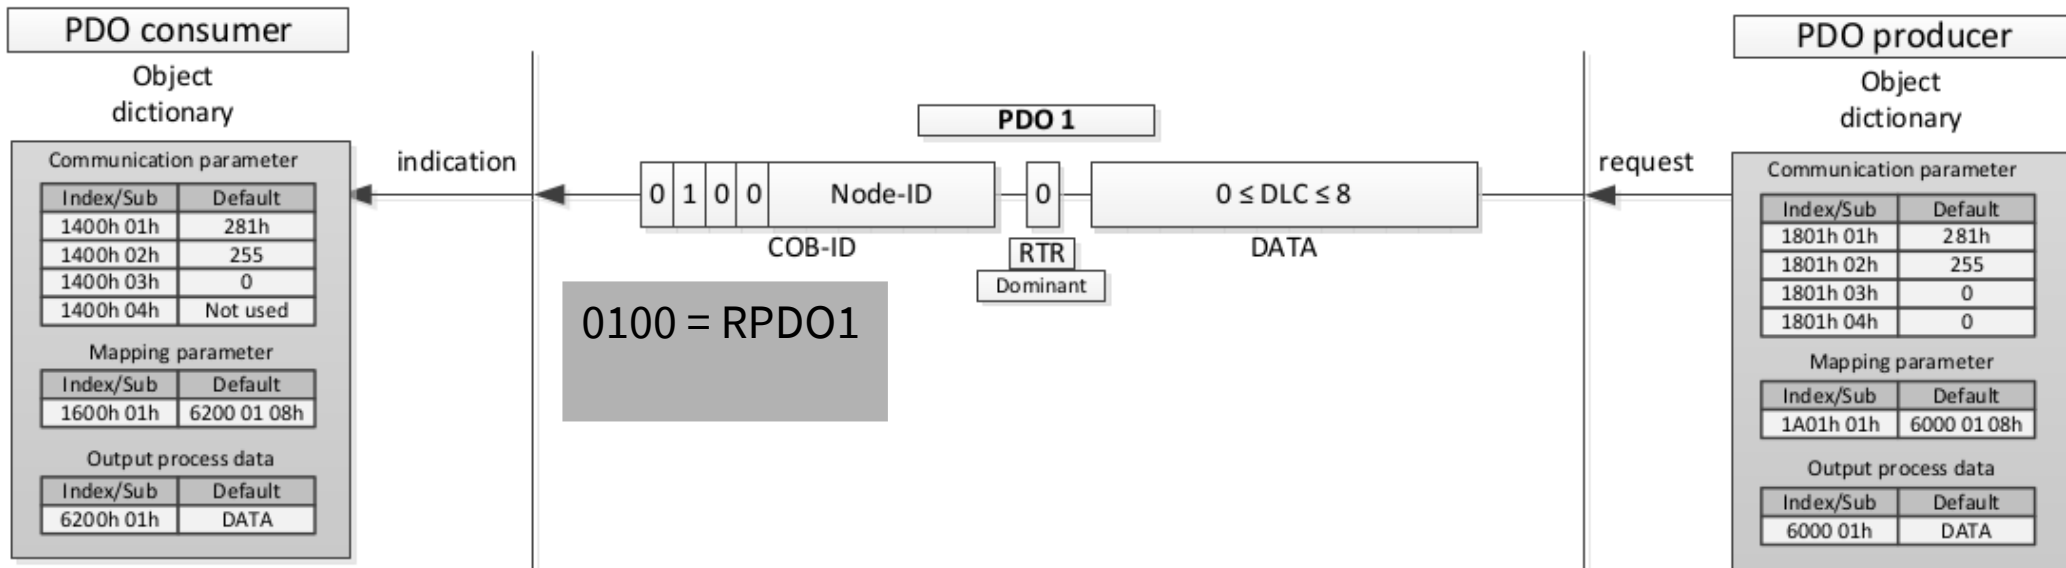 PDO consumer
Object
dictionary
Communication parameter
Index/Sub Default
1400h 01h 281h
1400h 02h 255
1400h 03h 0
1400h 04h Not used
Mapping parameter
Index/Sub Default
1600h 01h 6200 01 08h
Output process data
Index/Sub Default
6200h 01h DATA
indication
PDO 1
0 1 0 0 Node-ID 0 0 ≤ DLC ≤ 8
COB-ID RTR DATA
Dominant
0100 = RPDO1
request
PDO producer
Object
dictionary
Communication parameter
Index/Sub Default
1801h 01h 281h
1801h 02h 255
1801h 03h 0
1801h 04h 0
Mapping parameter
Index/Sub Default
1A01h 01h 6000 01 08h
Output process data
Index/Sub Default
6000 01h DATA